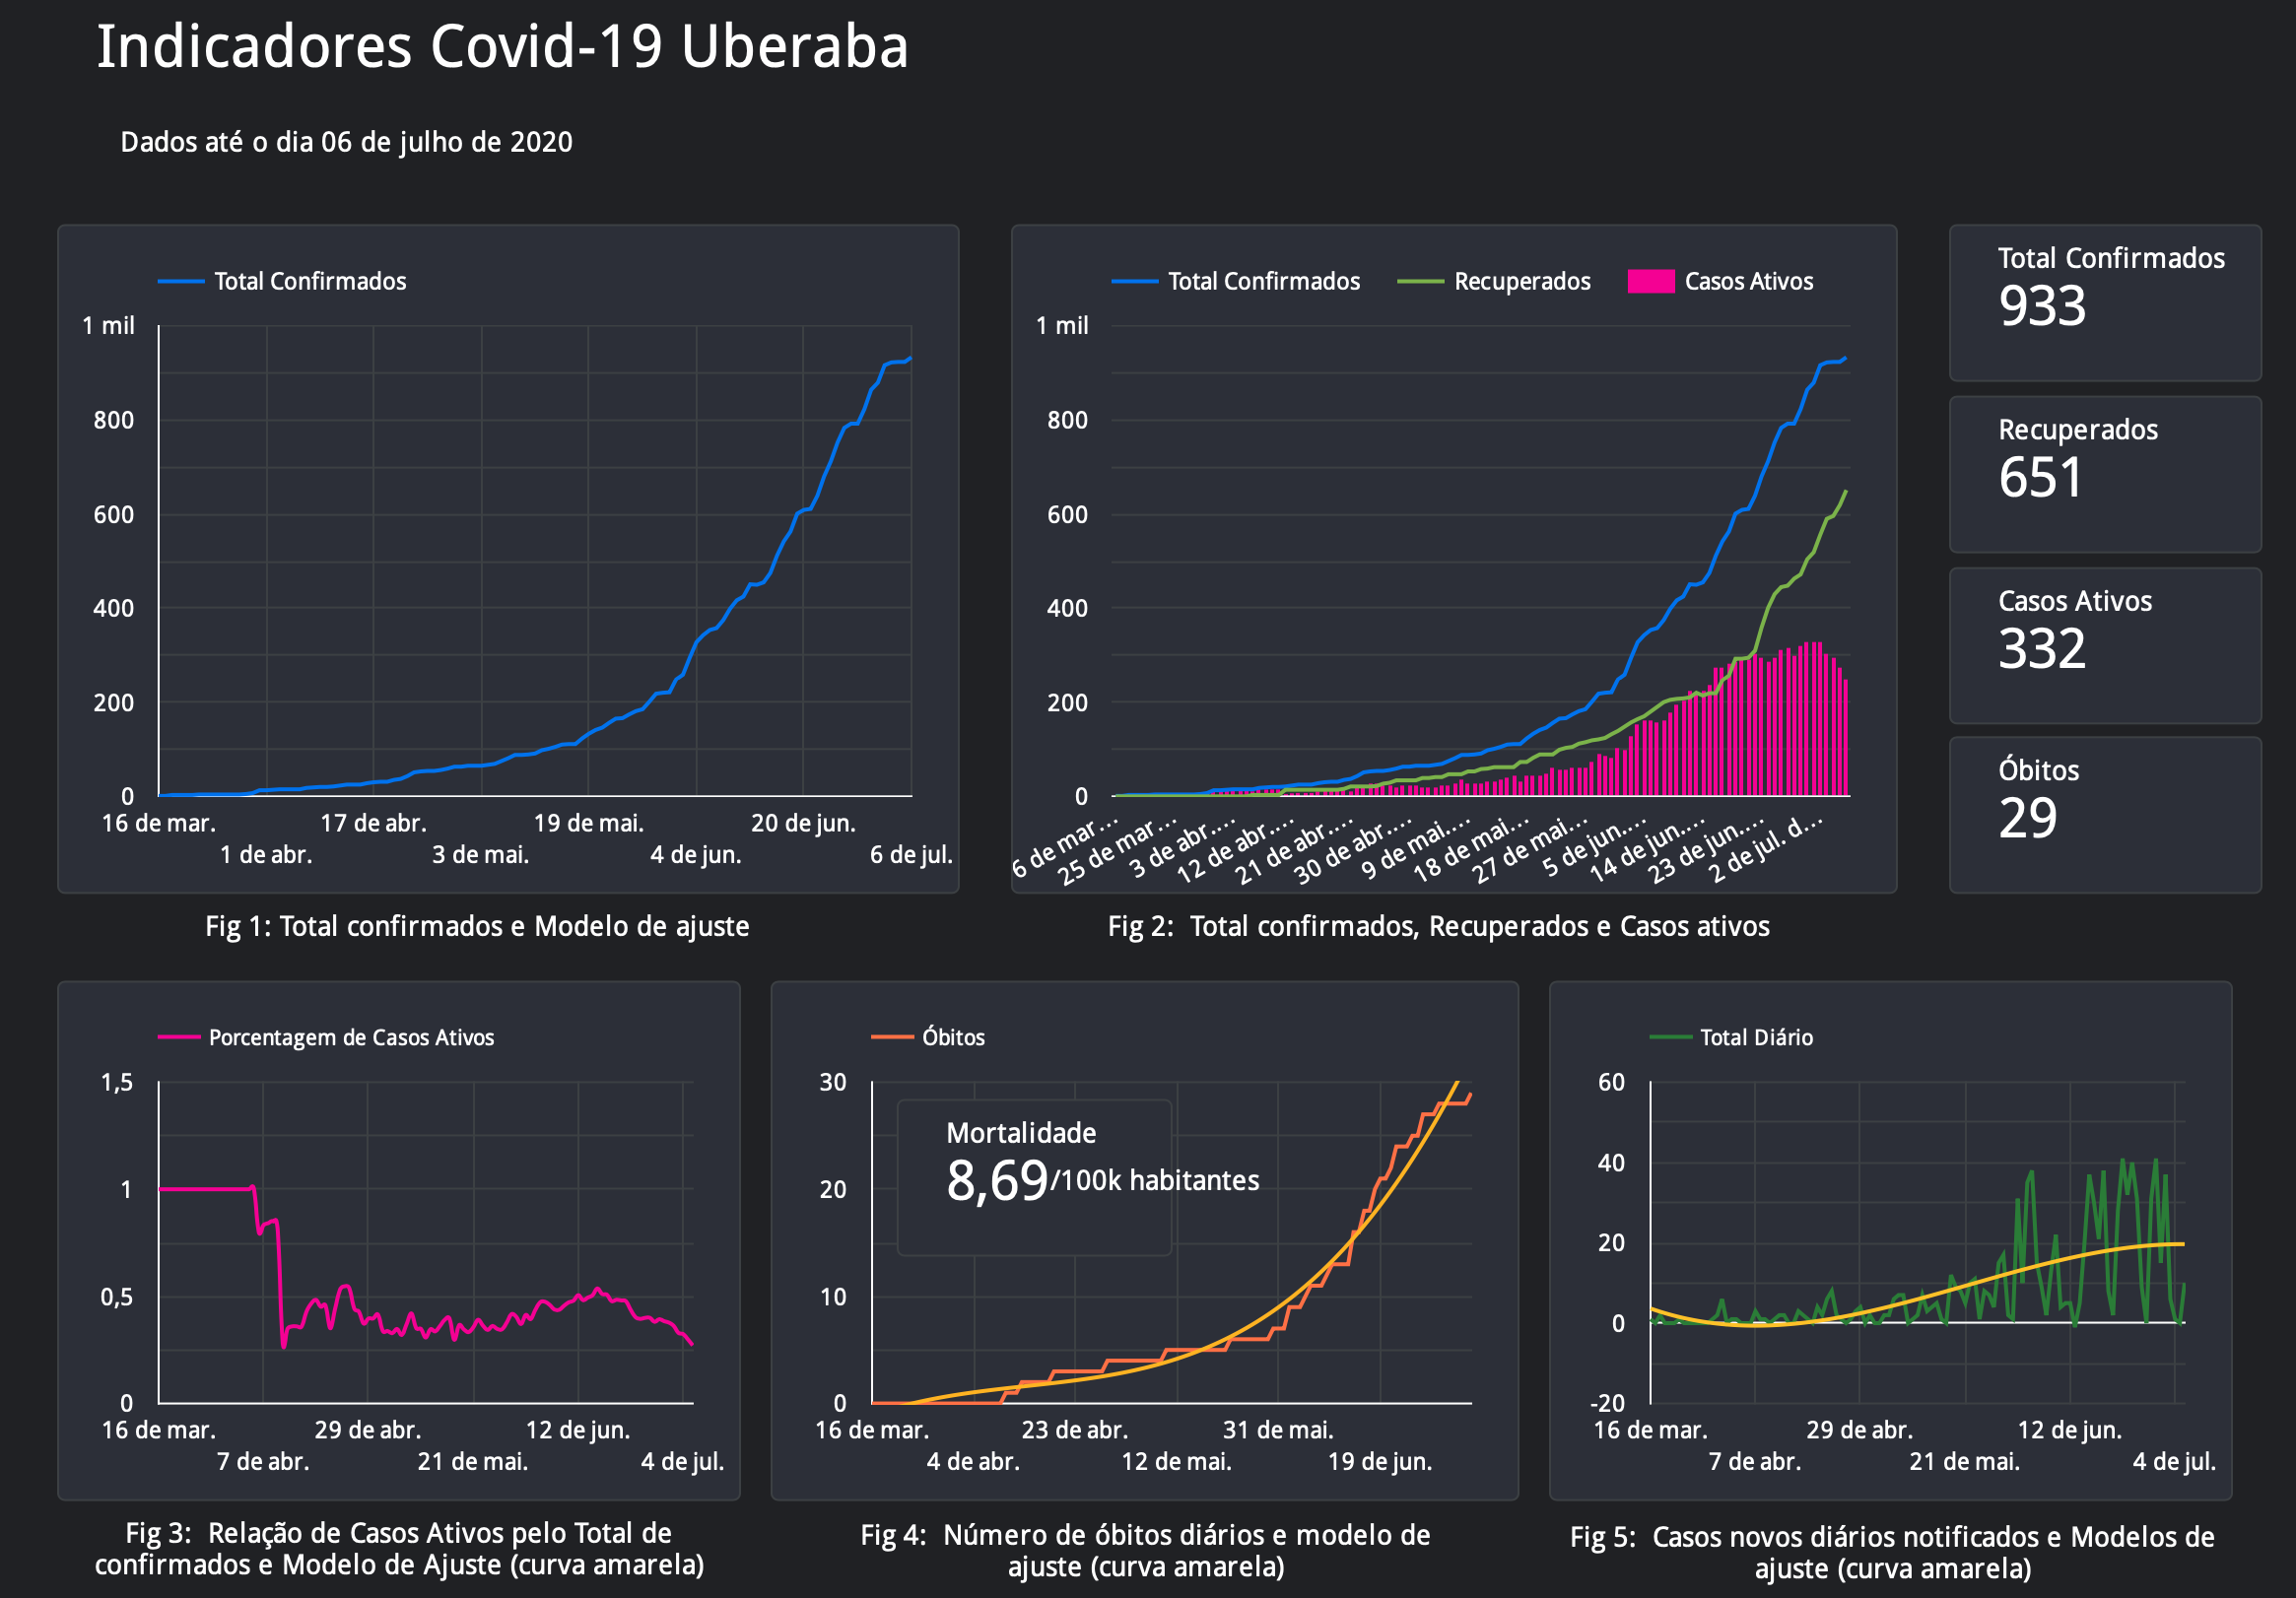 Indicadores Covid-19 Uberaba
Dados até o dia 06 de julho de 2020
Total Confirmados
1 mil
800
600
400
200
0
16 de mar.
17 de abr.
19 de mai.
20 de jun.
1 de abr.
3 de mai.
4 de jun.
6 de jul.
Fig 1: Total confirmados e Modelo de ajuste
Total Confirmados
Recuperados
Casos Ativos
1 mil
800
600
400
200
0
6 de mar…
25 de mar…
3 de abr.…
12 de abr.…
21 de abr.…
30 de abr.…
9 de mai.…
18 de mai…
27 de mai…
5 de jun.…
14 de jun.…
23 de jun.…
2 de jul. d…
Fig 2: Total confirmados, Recuperados e Casos ativos
Total Confirmados
933
Recuperados
651
Casos Ativos
332
Óbitos
29
Porcentagem de Casos Ativos
1,5
1
0,5
0
16 de mar.
29 de abr.
12 de jun.
7 de abr.
21 de mai.
4 de jul.
Fig 3: Relação de Casos Ativos pelo Total de
confirmados e Modelo de Ajuste (curva amarela)
Óbitos
30
20
10
0
Mortalidade
8,69/100k habitantes
16 de mar.
23 de abr.
31 de mai.
4 de abr.
12 de mai.
19 de jun.
Fig 4: Número de óbitos diários e modelo de
ajuste (curva amarela)
Total Diário
60
40
20
0
-20
16 de mar.
29 de abr.
12 de jun.
7 de abr.
21 de mai.
4 de jul.
Fig 5: Casos novos diários notificados e Modelos de
ajuste (curva amarela)